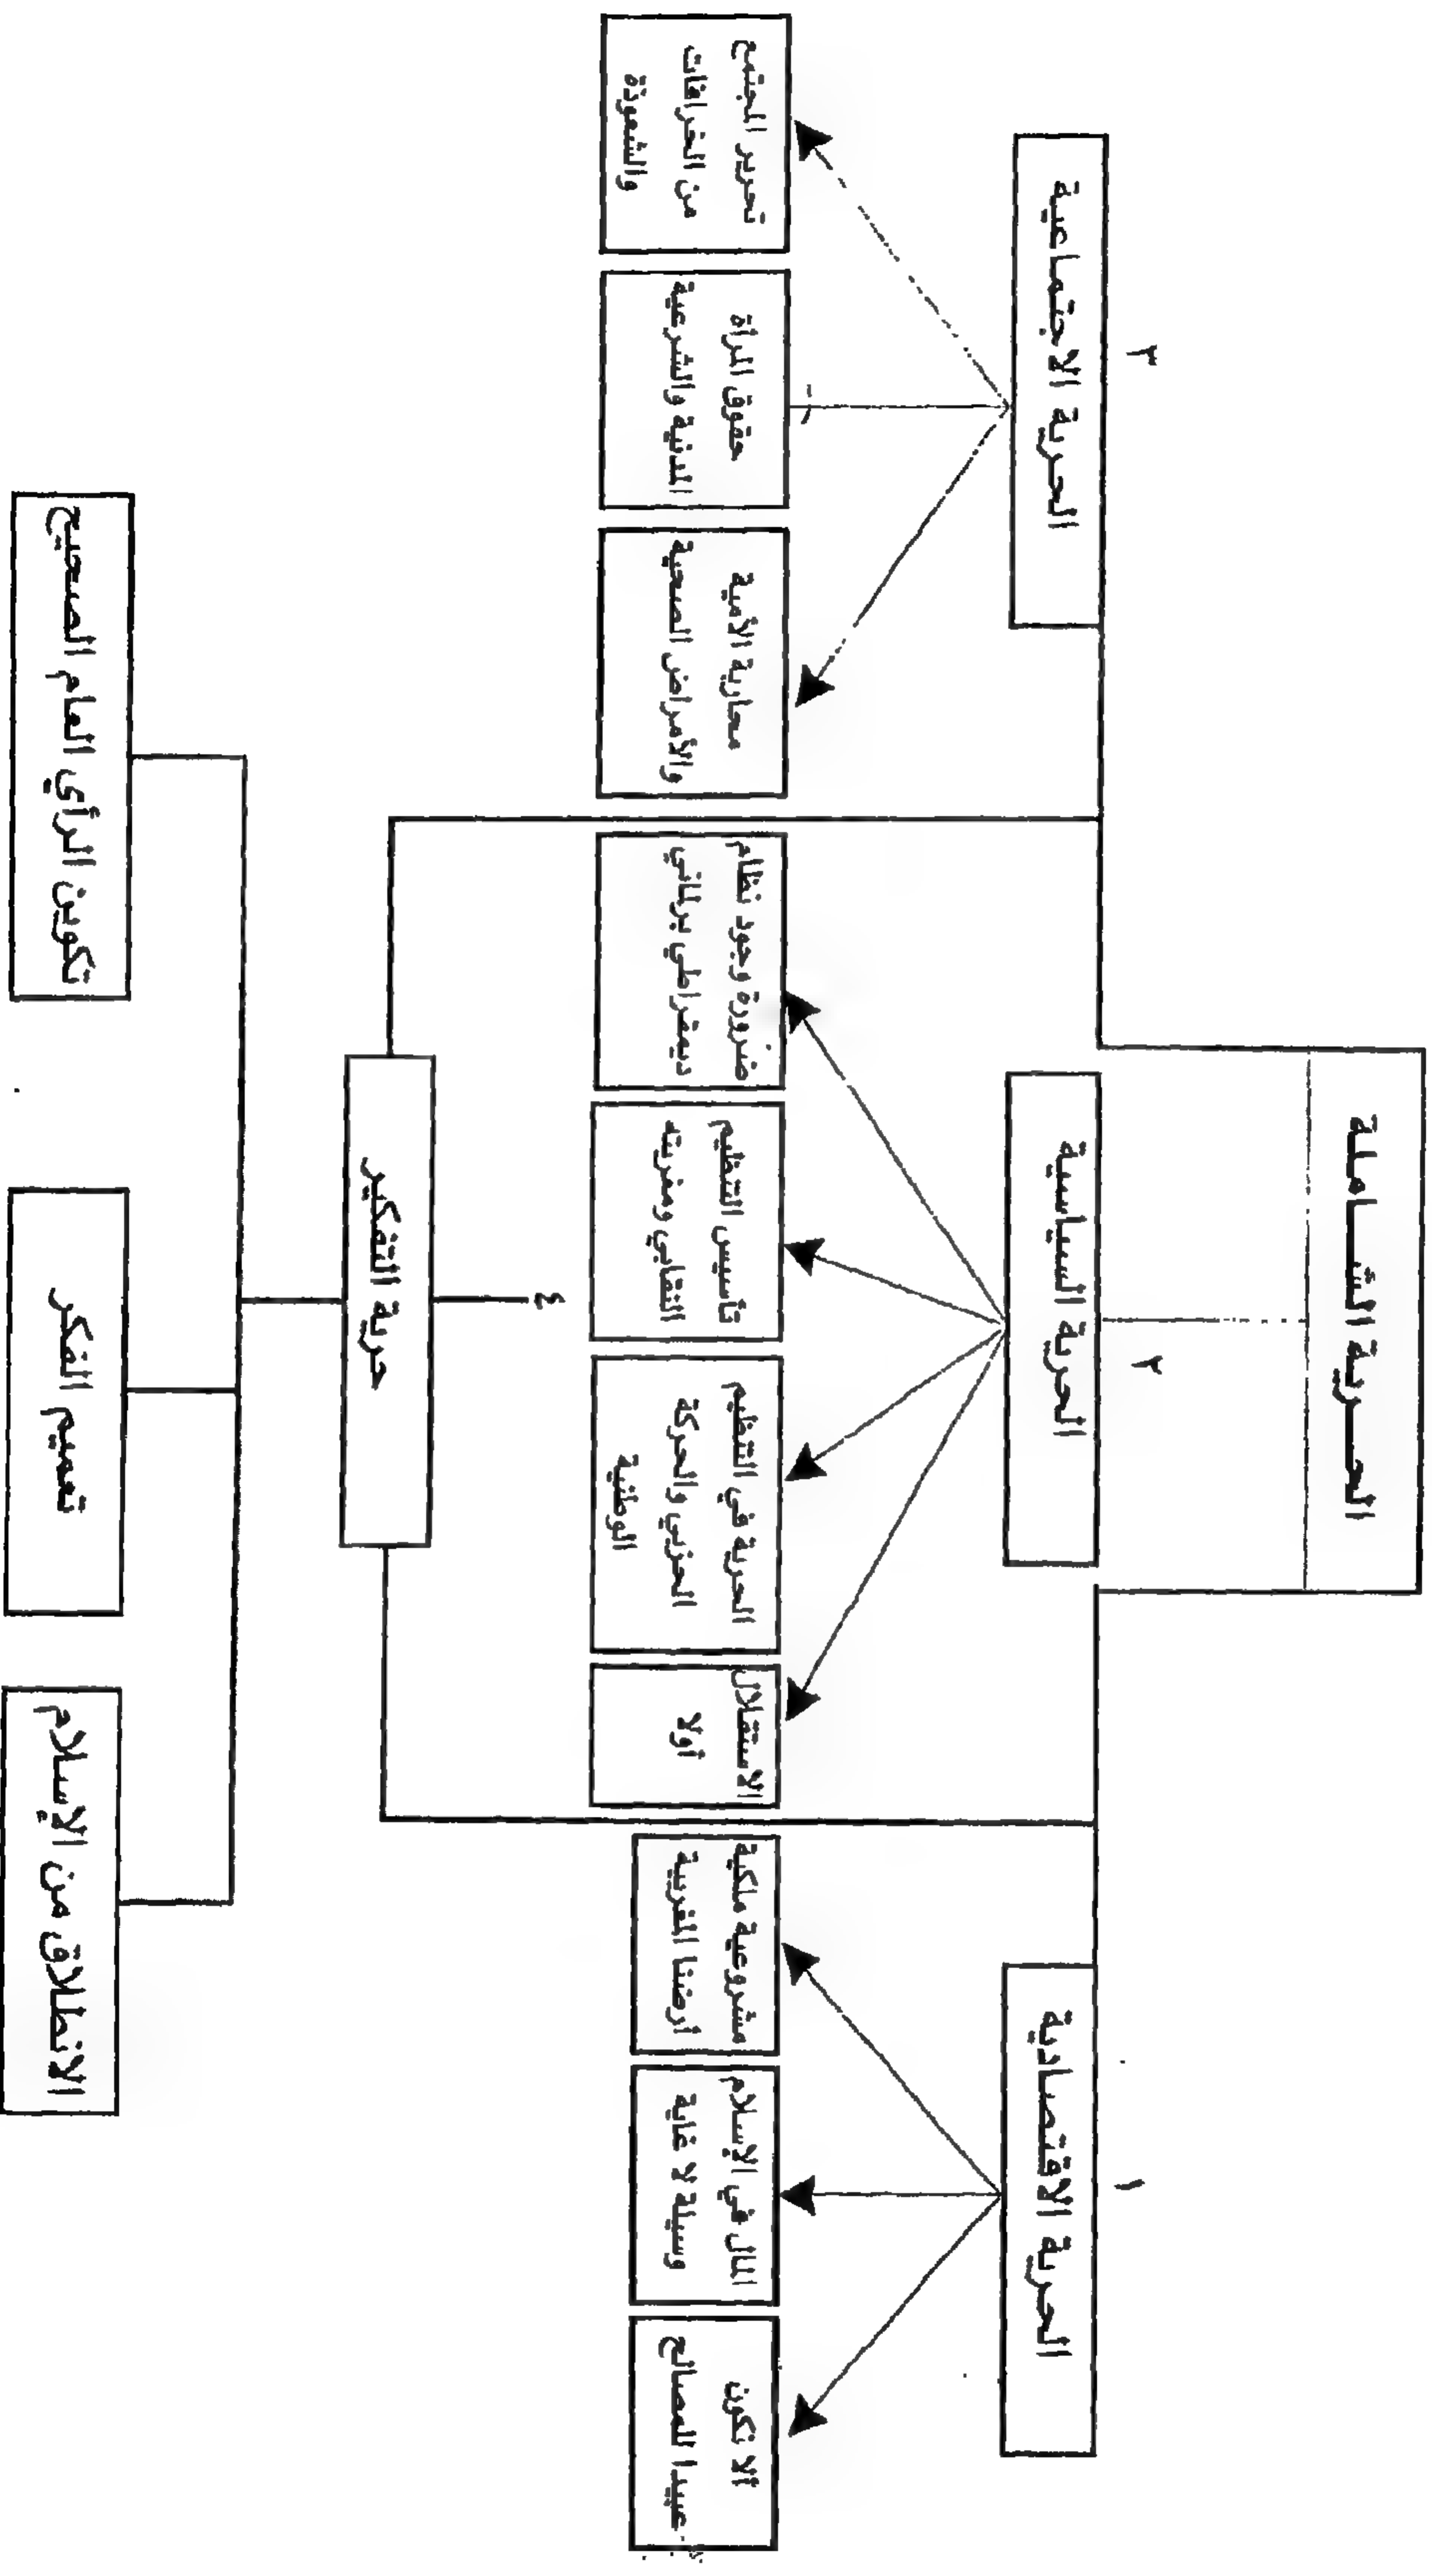 الحرية الشاملة
١
الحرية الاقتصادية
٢
الحرية السياسية
٣
الحرية الاجتماعية
ألا نكون
عبيدا للمصالح
المال في الإسلام
وسيلة لا غاية
مشروعية ملكية
أرضنا المغربية
الاستقلال
أولا
الحرية في التنظيم
الحزبي والحركة
الوطنية
تأسيس التنظيم
النقابي ومغربته
ضرورة وجود نظام
ديمقراطي برلماني
محاربة الأمية
والأمراض الصحية
حقوق المرأة
المدنية والشرعية
تحرير المجتمع
من الخرافات
والشعوذة
٤
حرية التفكير
الانطلاق من الإسلام
تعميم الفكر
تكوين الرأي العام الصحيح